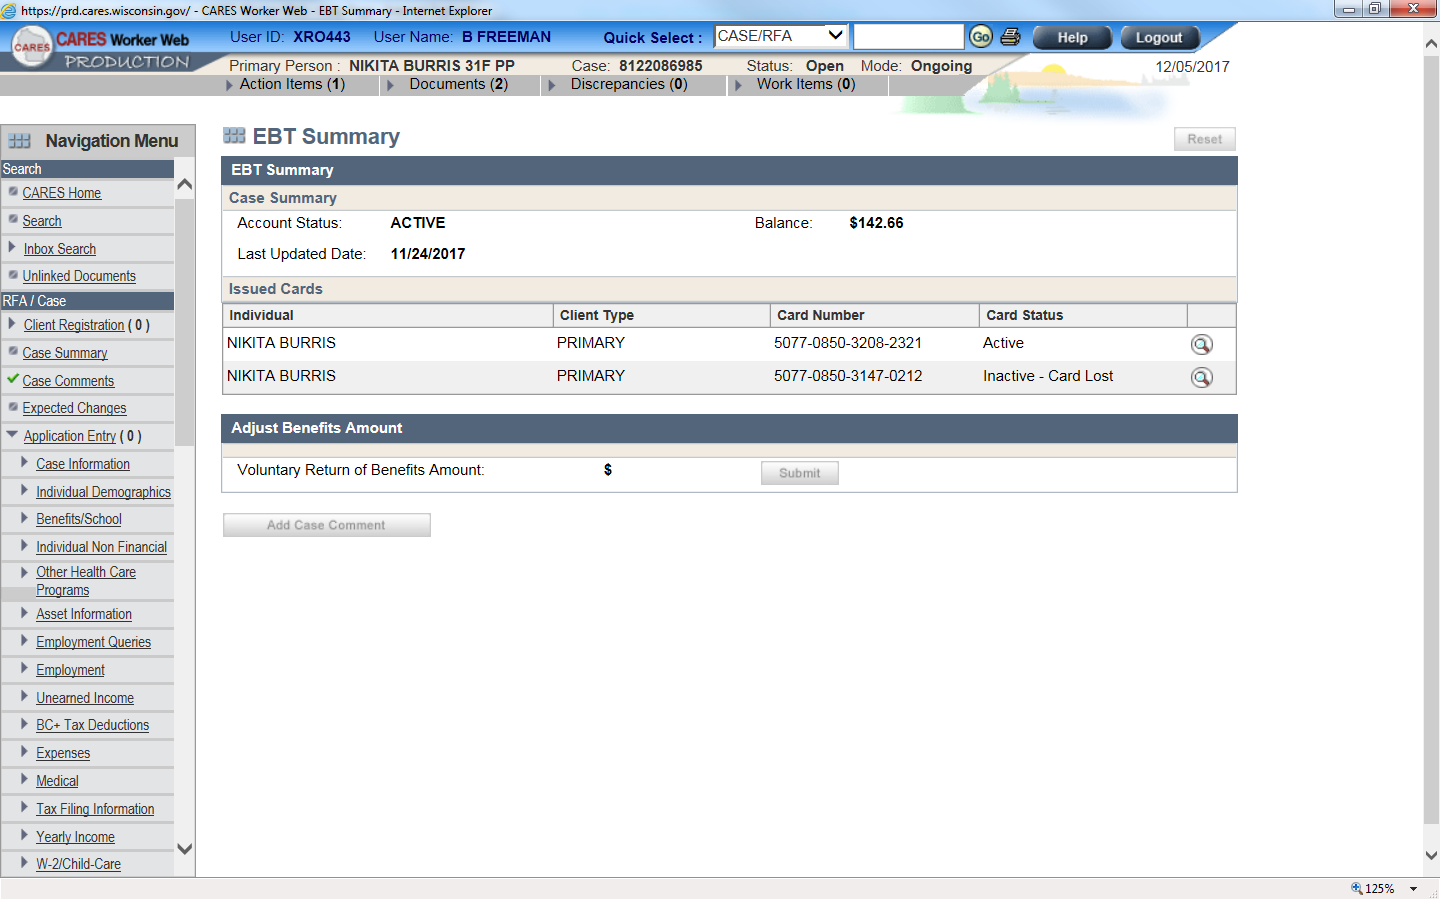 https://prd.cares.wisconsin.gov/ - CARES Worker Web - EBT Summary - Internet Explorer
CARES CARES Worker Web PRODUCTION
User ID: XRO443 User Name: B FREEMAN Quick Select : CASE/RFA Go Help Logout
Primary Person : NIKITA BURRIS 31F PP Case: 8122086985 Status: Open Mode: Ongoing 12/05/2017
Action Items (1) Documents (2) Discrepancies (0) Work Items (0)
Navigation Menu
Search
CARES Home
Search
Inbox Search
Unlinked Documents
RFA / Case
Client Registration ( 0 )
Case Summary
Case Comments
Expected Changes
Application Entry ( 0 )
Case Information
Individual Demographics
Benefits/School
Individual Non Financial
Other Health Care
Programs
Asset Information
Employment Queries
Employment
Unearned Income
BC+ Tax Deductions
Expenses
Medical
Tax Filing Information
Yearly Income
W-2/Child-Care
EBT Summary Reset
EBT Summary
Case Summary
Account Status: ACTIVE Balance: $142.66
Last Updated Date: 11/24/2017
Issued Cards
Individual Client Type Card Number Card Status
NIKITA BURRIS PRIMARY 5077-0850-3208-2321 Active
NIKITA BURRIS PRIMARY 5077-0850-3147-0212 Inactive - Card Lost
Adjust Benefits Amount
Voluntary Return of Benefits Amount: $ Submit
Add Case Comment
125%